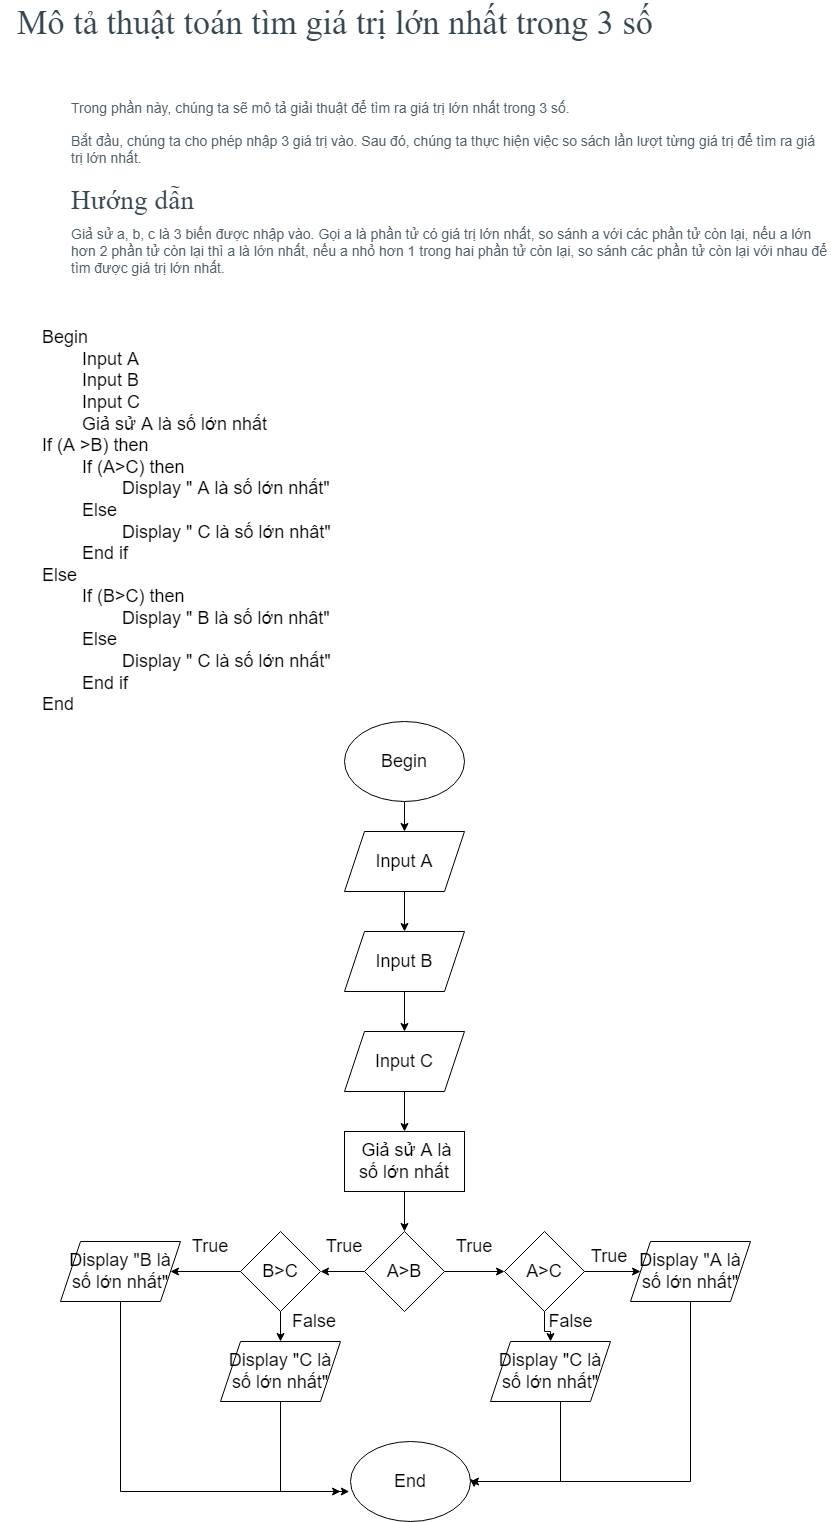 Mô tả thuật toán tìm giá trị lớn nhất trong 3 số
Trong phần này, chúng ta sẽ mô tả giải thuật để tìm ra giá trị lớn nhất trong 3 số.
Bắt đầu, chúng ta cho phép nhập 3 giá trị vào. Sau đó, chúng ta thực hiện việc so sách lần lượt từng giá trị để tìm ra giá
trị lớn nhất.
Hướng dẫn
Giả sử a, b, c là 3 biến được nhập vào. Gọi a là phần tử có giá trị lớn nhất, so sánh a với các phần tử còn lại, nếu a lớn
hơn 2 phần tử còn lại thì a là lớn nhất, nếu a nhỏ hơn 1 trong hai phần tử còn lại, so sánh các phần tử còn lại với nhau để
tìm được giá trị lớn nhất.
Begin
Input A
Input B
Input C
Giả sử A là số lớn nhất
If (A >B) then
If (A>C) then
Display " A là số lớn nhất"
Else
Display " C là số lớn nhât"
End if
Else
If (B>C) then
Display " B là số lớn nhât"
Else
Display " C là số lớn nhất"
End if
End
Begin
Input A
Input B
Input C
Giả sử A là
số lớn nhất
Display "B là
số lớn nhất"
True
B>C
True
A>B
True
A>C
True
Display "A là
số lớn nhất"
False
False
Display "C là
số lớn nhất"
Display "C là
số lớn nhất"
End